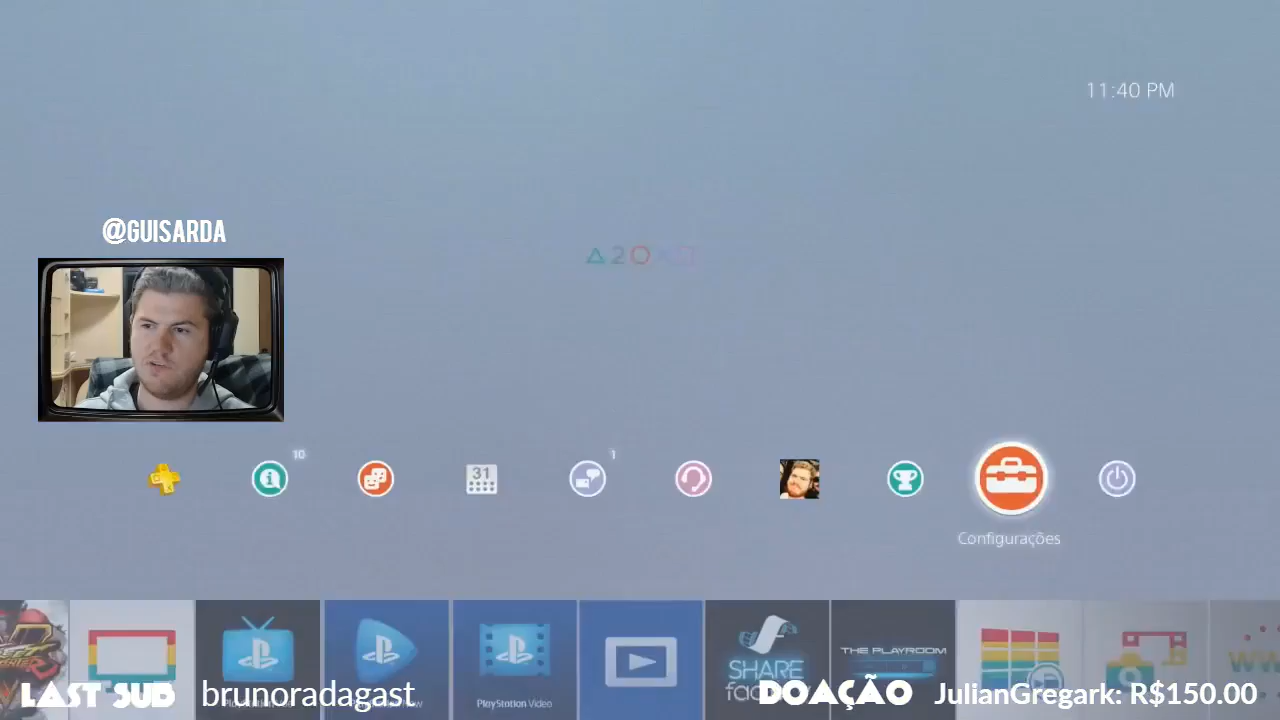 11:40 PM
@GUISARDA
10
31
1
Configurações
PlayStation Video
SHARE
THE PLAYROOM
LAST SUB brunoradagast
DOAÇÃO JulianGregark: R$150.00